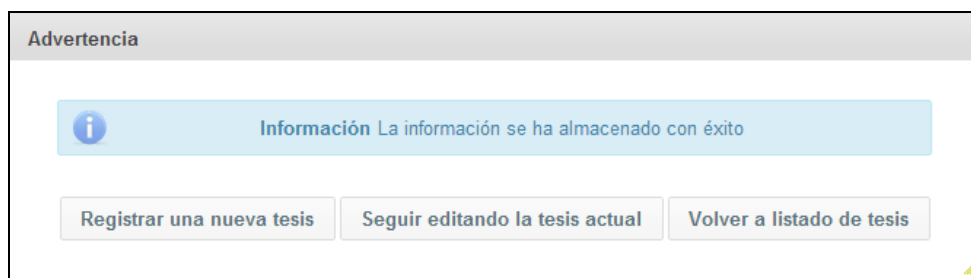 Advertencia
Información La información se ha almacenado con éxito
Registrar una nueva tesis Seguir editando la tesis actual Volver a listado de tesis